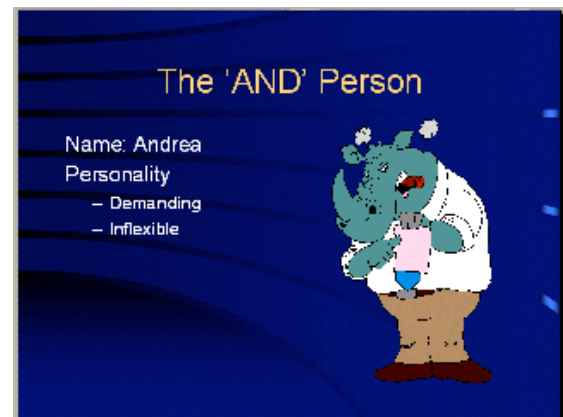 The 'AND' Person
Name: Andrea
Personality
– Demanding
– Inflexible